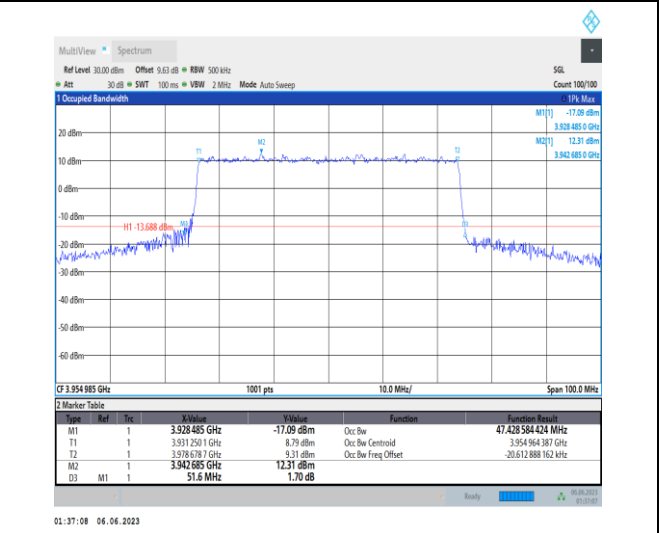 MultiView Spectrum
Ref Level 30.00 dBm Offset 9.63 dB RBW 500 kHz SGL
Att 30 dB SWT 100 ms VBW 2 MHz Mode Auto Sweep Count 100/100
1 Occupied Bandwidth 1Pk Max
M1[1] -17.09 dBm
3.928 485 0 GHz
M2[1] 12.31 dBm
3.942 685 0 GHz
20 dBm
M2
T1 T2
10 dBm
0 dBm
-10 dBm
H1 -13.688 dBm
-20 dBm
-30 dBm
-40 dBm
-50 dBm
-60 dBm
CF 3.954 985 GHz 1001 pts 10.0 MHz/ Span 100.0 MHz
2 Marker Table
Type Ref Trc X-Value Y-Value Function Function Result
M1 1 3.928 485 GHz -17.09 dBm Occ Bw 47.428 584 424 MHz
T1 1 3.931 250 1 GHz 8.79 dBm Occ Bw Centroid 3.954 964 387 GHz
T2 1 3.978 678 7 GHz 9.31 dBm Occ Bw Freq Offset -20.612 888 162 kHz
M2 1 3.942 685 GHz 12.31 dBm
D3 M1 1 51.6 MHz 1.70 dB
Ready 06.06.2023
01:37:07
01:37:08 06.06.2023